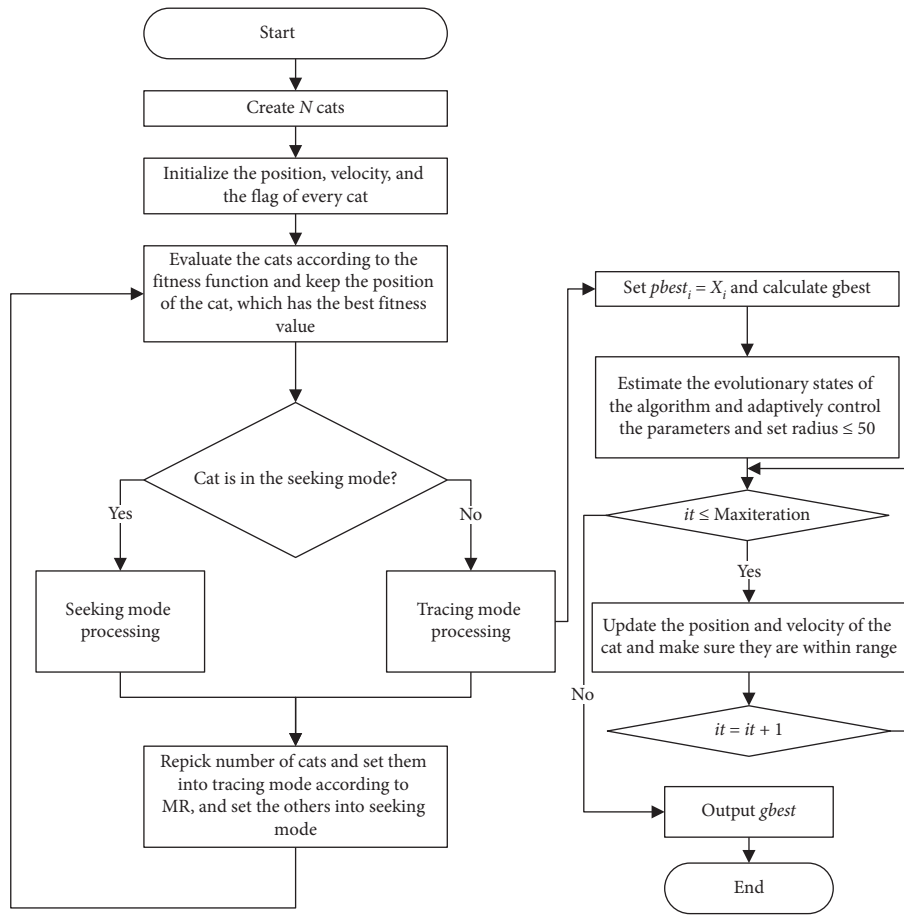 Start
Create N cats
Initialize the position, velocity, and
the flag of every cat
Evaluate the cats according to the
fitness function and keep the position
of the cat, which has the best fitness
value
Cat is in the seeking mode?
Yes
No
Seeking mode
processing
Tracing mode
processing
Repick number of cats and set them
into tracing mode according to
MR, and set the others into seeking
mode
Set pbest_i = X_i and calculate gbest
Estimate the evolutionary states of
the algorithm and adaptively control
the parameters and set radius ≤ 50
it ≤ Maxiteration
Yes
Update the position and velocity of the
cat and make sure they are within range
No
it = it + 1
Output gbest
End